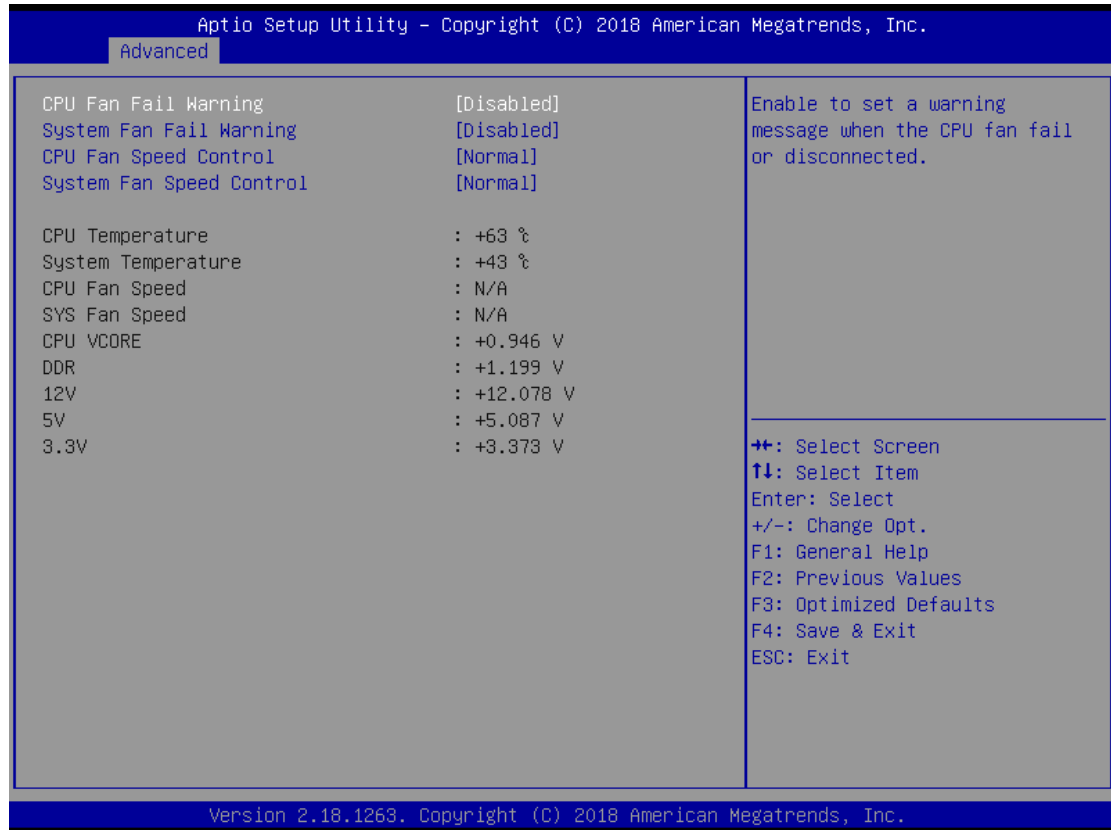 Aptio Setup Utility – Copyright (C) 2018 American Megatrends, Inc.
Advanced
CPU Fan Fail Warning [Disabled]
System Fan Fail Warning [Disabled]
CPU Fan Speed Control [Normal]
System Fan Speed Control [Normal]
CPU Temperature : +63 ℃
System Temperature : +43 ℃
CPU Fan Speed : N/A
SYS Fan Speed : N/A
CPU VCORE : +0.946 V
DDR : +1.199 V
12V : +12.078 V
5V : +5.087 V
3.3V : +3.373 V
Enable to set a warning
message when the CPU fan fail
or disconnected.
→←: Select Screen
↑↓: Select Item
Enter: Select
+/-: Change Opt.
F1: General Help
F2: Previous Values
F3: Optimized Defaults
F4: Save & Exit
ESC: Exit
Version 2.18.1263. Copyright (C) 2018 American Megatrends, Inc.